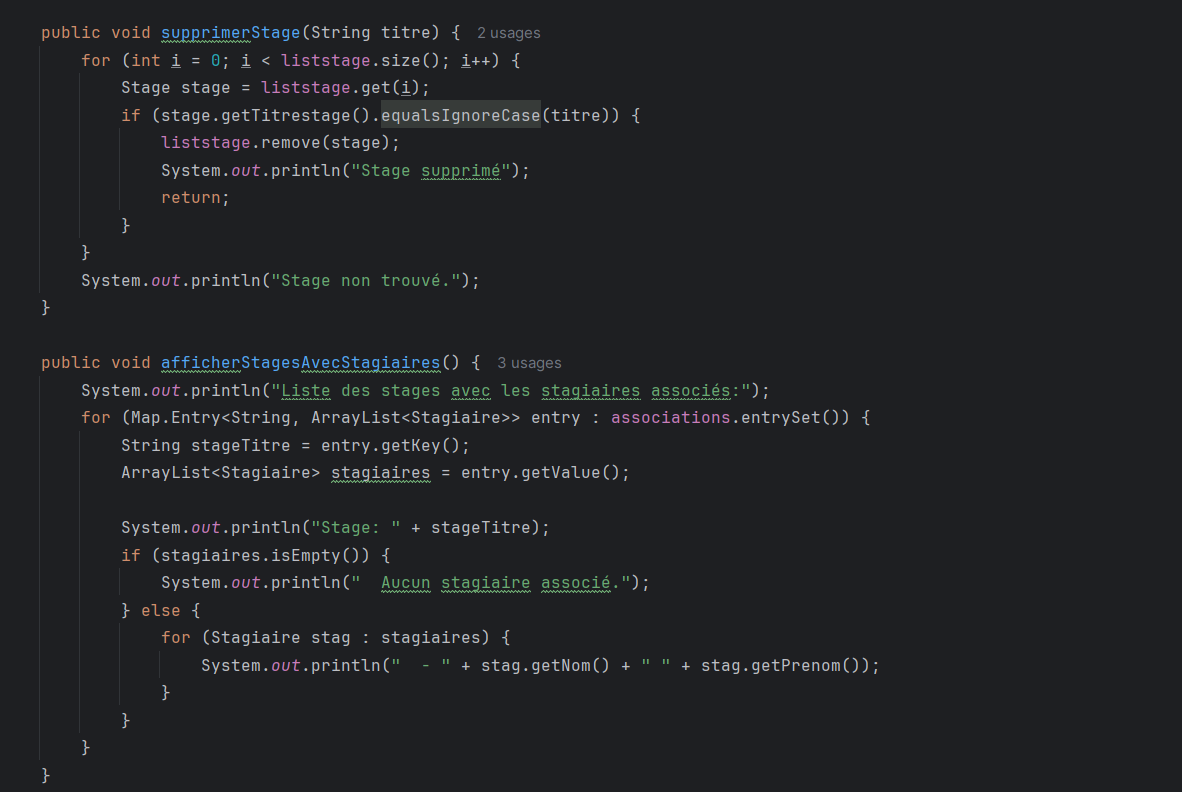 public void supprimerStage(String titre) {  2 usages
    for (int i = 0; i < liststage.size(); i++) {
        Stage stage = liststage.get(i);
        if (stage.getTitrestage().equalsIgnoreCase(titre)) {
            liststage.remove(stage);
            System.out.println("Stage supprimé");
            return;
        }
    }
    System.out.println("Stage non trouvé.");
}

public void afficherStagesAvecStagiaires() {  3 usages
    System.out.println("Liste des stages avec les stagiaires associés:");
    for (Map.Entry<String, ArrayList<Stagiaire>> entry : associations.entrySet()) {
        String stageTitre = entry.getKey();
        ArrayList<Stagiaire> stagiaires = entry.getValue();

        System.out.println("Stage: " + stageTitre);
        if (stagiaires.isEmpty()) {
            System.out.println("  Aucun stagiaire associé.");
        } else {
            for (Stagiaire stag : stagiaires) {
                System.out.println("  - " + stag.getNom() + " " + stag.getPrenom());
            }
        }
    }
}